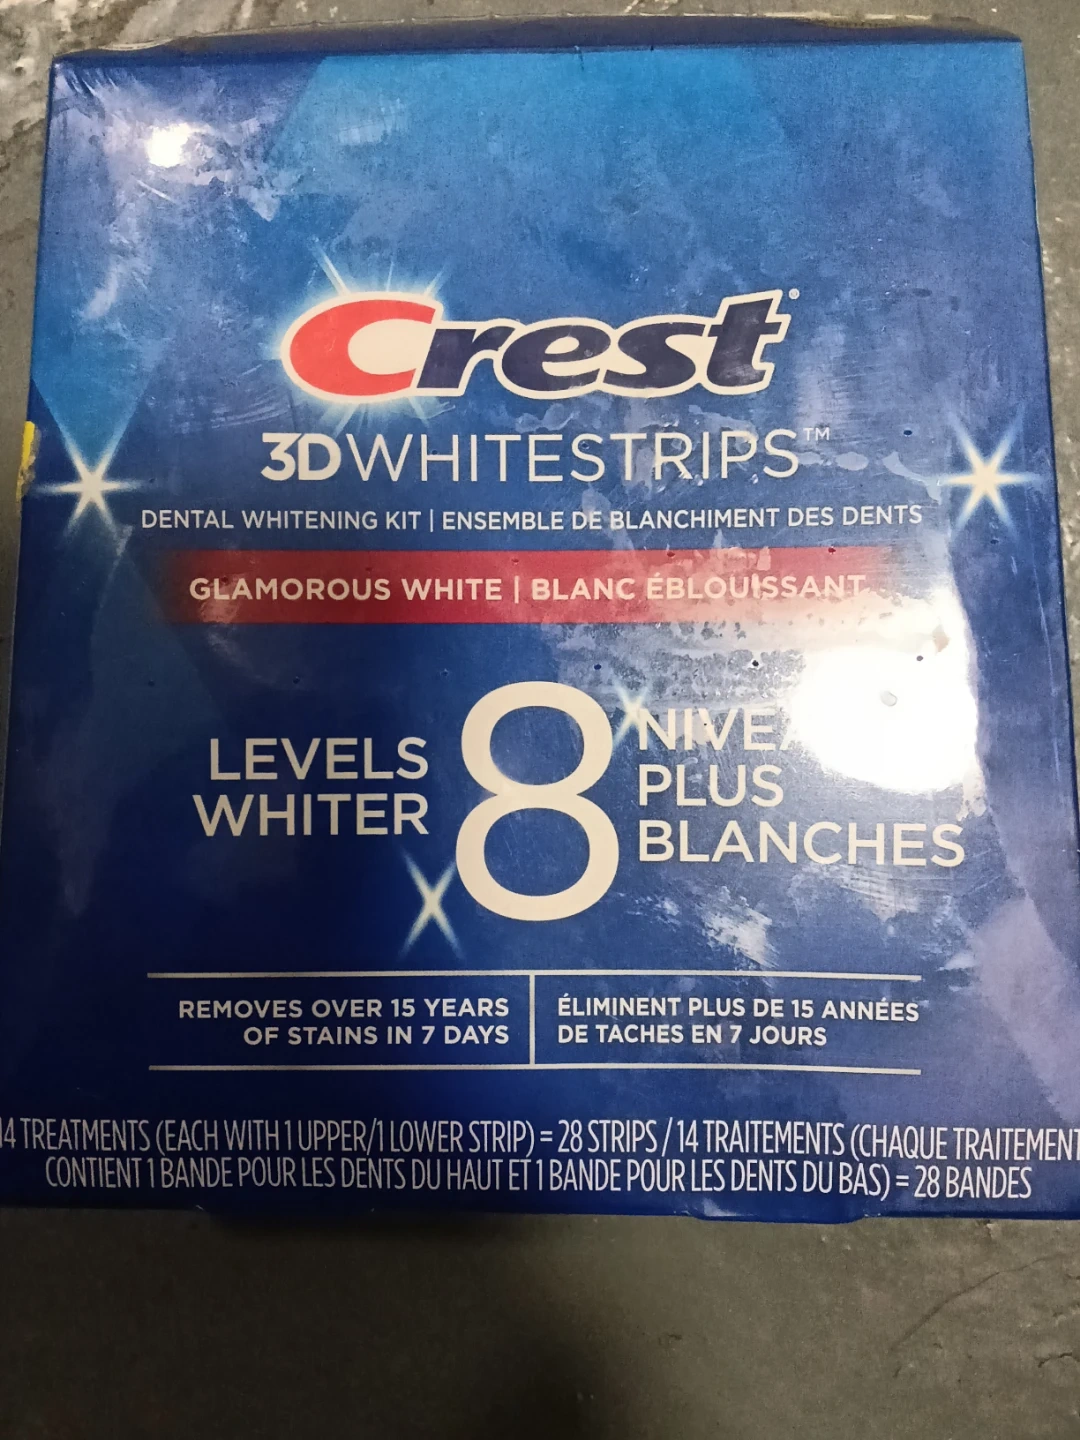 Crest
3D WHITESTRIPS™
DENTAL WHITENING KIT | ENSEMBLE DE BLANCHIMENT DES DENTS
GLAMOROUS WHITE | BLANC ÉBLOUISSANT
LEVELS
WHITER
8
PLUS
BLANCHES
REMOVES OVER 15 YEARS
OF STAINS IN 7 DAYS
ÉLIMINENT PLUS DE 15 ANNÉES
DE TACHES EN 7 JOURS
14 TREATMENTS (EACH WITH 1 UPPER/1 LOWER STRIP) = 28 STRIPS / 14 TRAITEMENTS (CHAQUE TRAITEMENT
CONTIENT 1 BANDE POUR LES DENTS DU HAUT ET 1 BANDE POUR LES DENTS DU BAS) = 28 BANDES